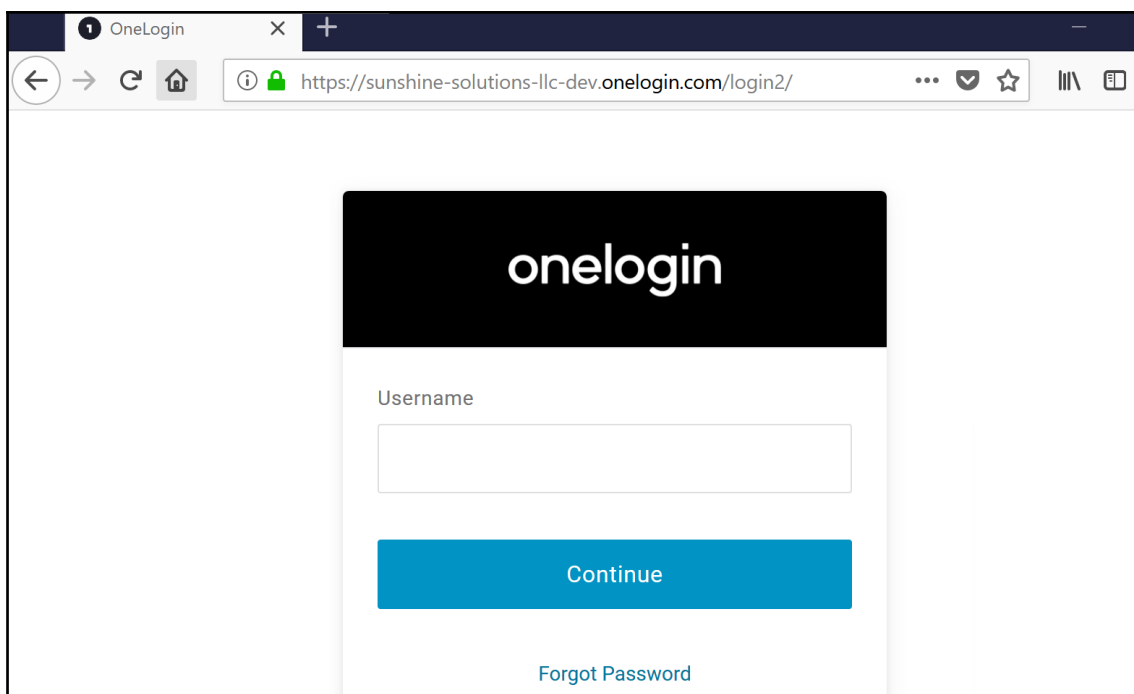 OneLogin
https://sunshine-solutions-llc-dev.onelogin.com/login2/
onelogin
Username
Continue
Forgot Password